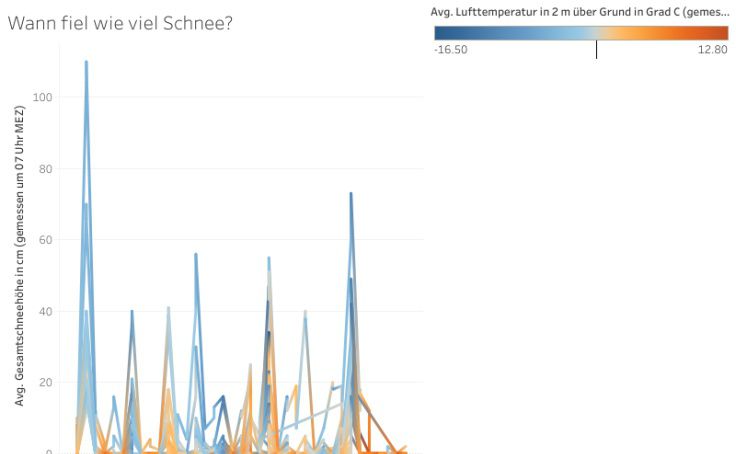 Wann fiel wie viel Schnee?
Avg. Lufttemperatur in 2 m über Grund in Grad C (gemes...
-16.50
12.80
Avg. Gesamtschneehöhe in cm (gemessen um 07 Uhr MEZ)
100
80
60
40
20
0